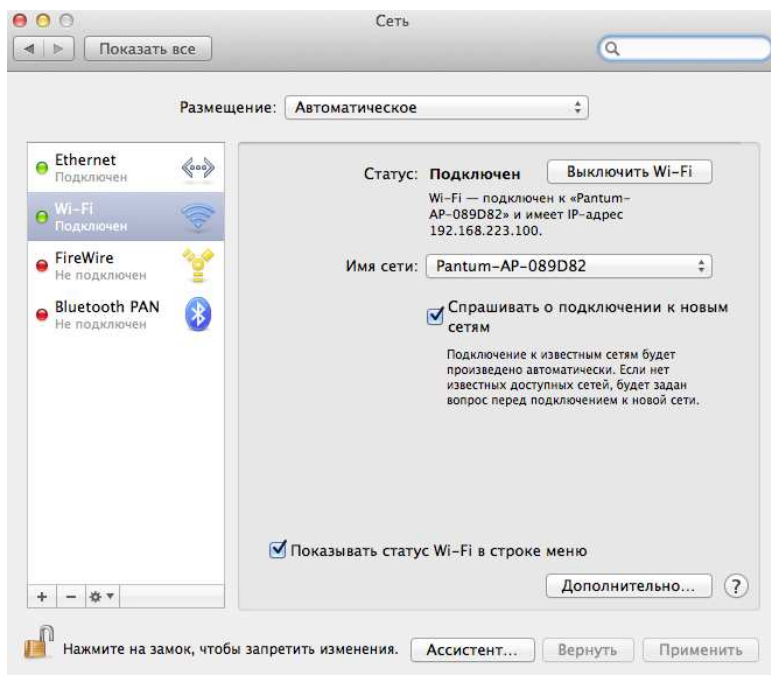 Сеть
Показать все
Размещение: Автоматическое
Ethernet
Подключен
Wi-Fi
Подключен
FireWire
Не подключен
Bluetooth PAN
Не подключен
Статус: Подключен Выключить Wi-Fi
Wi-Fi — подключен к «Pantum-
AP-089D82» и имеет IP-адрес
192.168.223.100.
Имя сети: Pantum-AP-089D82
Спрашивать о подключении к новым
сетям
Подключение к известным сетям будет
произведено автоматически. Если нет
известных доступных сетей, будет задан
вопрос перед подключением к новой сети.
Показывать статус Wi-Fi в строке меню
Дополнительно... ?
+ −
Нажмите на замок, чтобы запретить изменения. Ассистент... Вернуть Применить